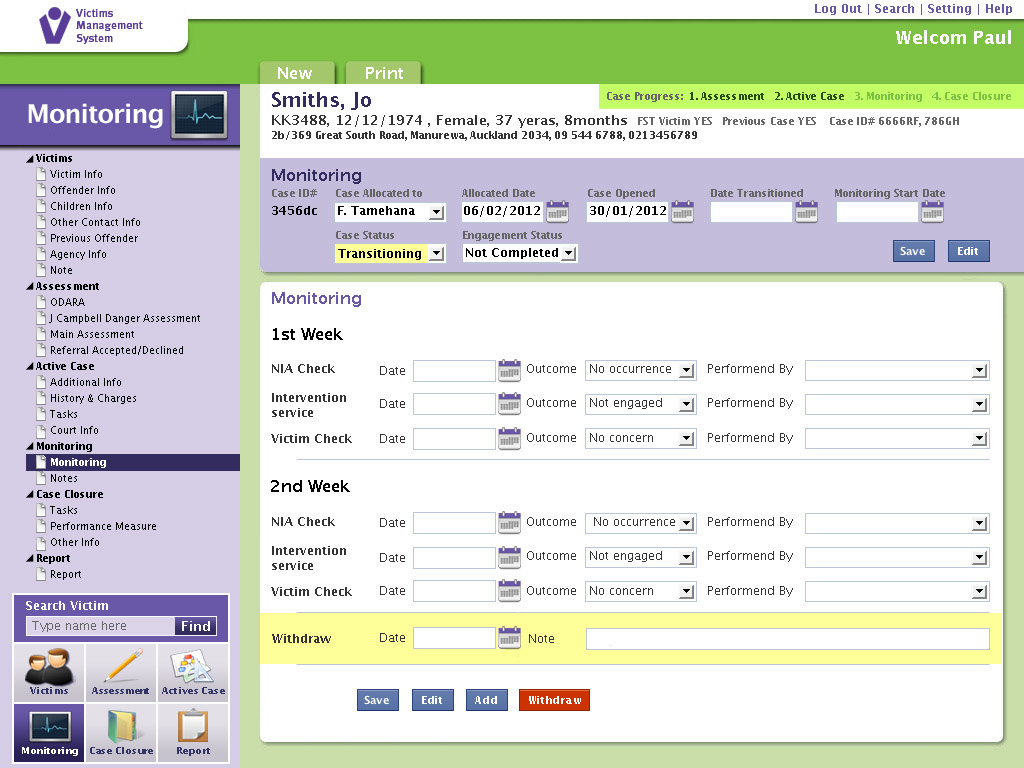 Victims
Management
System
Log Out | Search | Setting | Help
Welcom Paul
New
Print
Monitoring
Smiths, Jo
Case Progress: 1. Assessment 2. Active Case 3. Monitoring 4. Case Closure
KK3488, 12/12/1974 , Female, 37 yeras, 8months FST Victim YES Previous Case YES Case ID# 6666RF, 786GH
2b/369 Great South Road, Manurewa, Auckland 2034, 09 544 6788, 0213456789
Victims
Victim Info
Offender Info
Children Info
Other Contact Info
Previous Offender
Agency Info
Note
Assessment
ODARA
J Campbell Danger Assessment
Main Assessment
Referral Accepted/Declined
Active Case
Additional Info
History & Charges
Tasks
Court Info
Monitoring
Monitoring
Notes
Case Closure
Tasks
Performance Measure
Other Info
Report
Report
Search Victim
Type name here Find
Victims Assessment Actives Case
Monitoring Case Closure Report
Monitoring
Case ID# Case Allocated to Allocated Date Case Opened Date Transitioned Monitoring Start Date
3456dc F. Tamehana 06/02/2012 30/01/2012
Case Status Engagement Status
Transitioning Not Completed Save Edit
Monitoring
1st Week
NIA Check Date Outcome No occurrence Performend By
Intervention
service Date Outcome Not engaged Performend By
Victim Check Date Outcome No concern Performend By
2nd Week
NIA Check Date Outcome No occurrence Performend By
Intervention
service Date Outcome Not engaged Performend By
Victim Check Date Outcome No concern Performend By
Withdraw Date Note
Save Edit Add Withdraw